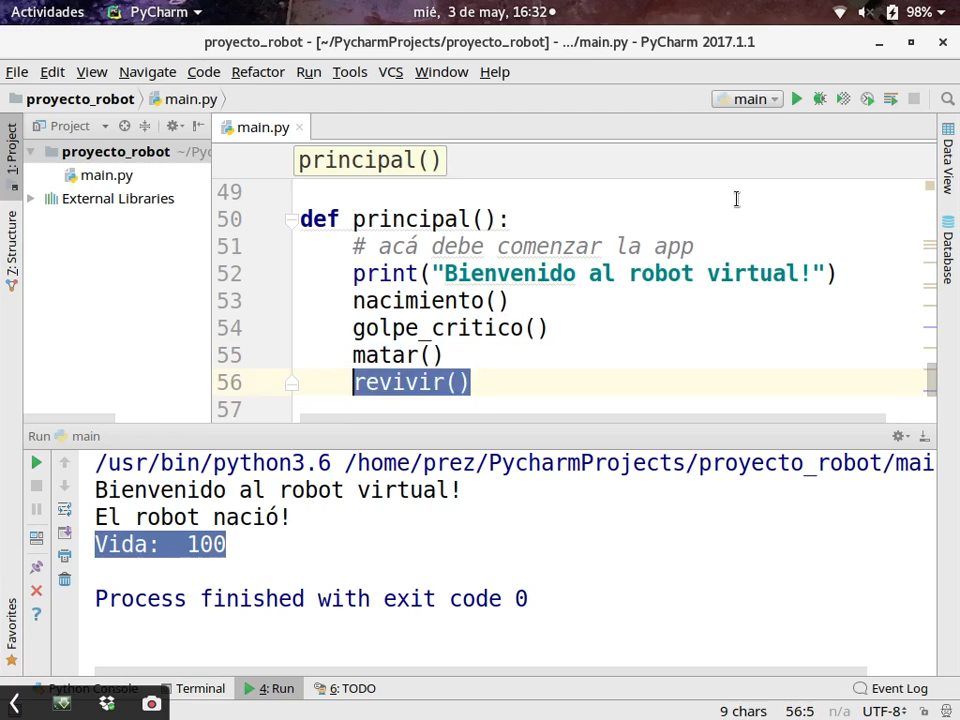 Actividades PyCharm mié, 3 de may, 16:32 98%
proyecto_robot - [~/PycharmProjects/proyecto_robot] - .../main.py - PyCharm 2017.1.1
File Edit View Navigate Code Refactor Run Tools VCS Window Help
proyecto_robot main.py main
1: Project
7: Structure
Favorites
Data View
Database
Project
proyecto_robot ~/Pyc
main.py
External Libraries
main.py
principal()
49
50 def principal():
51 # acá debe comenzar la app
52 print("Bienvenido al robot virtual!")
53 nacimiento()
54 golpe_critico()
55 matar()
56 revivir()
57
Run main
/usr/bin/python3.6 /home/prez/PycharmProjects/proyecto_robot/mai
Bienvenido al robot virtual!
El robot nació!
Vida:  100
Process finished with exit code 0
Python Console Terminal 4: Run 6: TODO Event Log
9 chars 56:5 n/a UTF-8